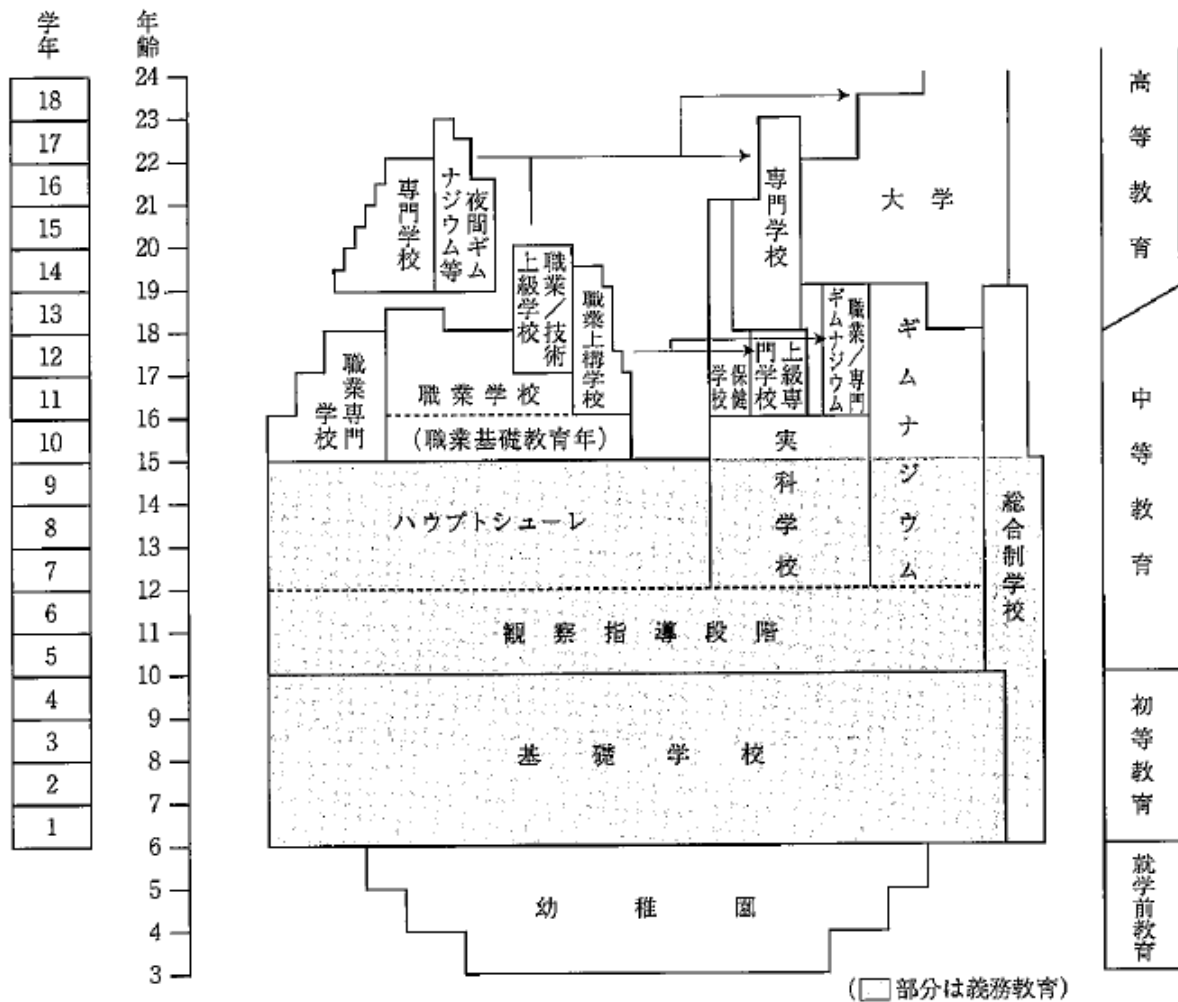 学年
年齢
24
23
22
21
20
19
18
17
16
15
14
13
12
11
10
9
8
7
6
5
4
3
18
17
16
15
14
13
12
11
10
9
8
7
6
5
4
3
2
1
専門学校
夜間ギム
ナジウム等
職業/技術
上級学校
職業上構学校
職業専門
学校
職業学校
(職業基礎教育年)
専門学校
大学
保健
学校
上級専
門学校
職業/専門
ギムナジウム
ギムナジウム
実科学校
ハウプトシューレ
総合制学校
観察指導段階
基礎学校
幼稚園
高等教育
中等教育
初等教育
就学前教育
(□部分は義務教育)